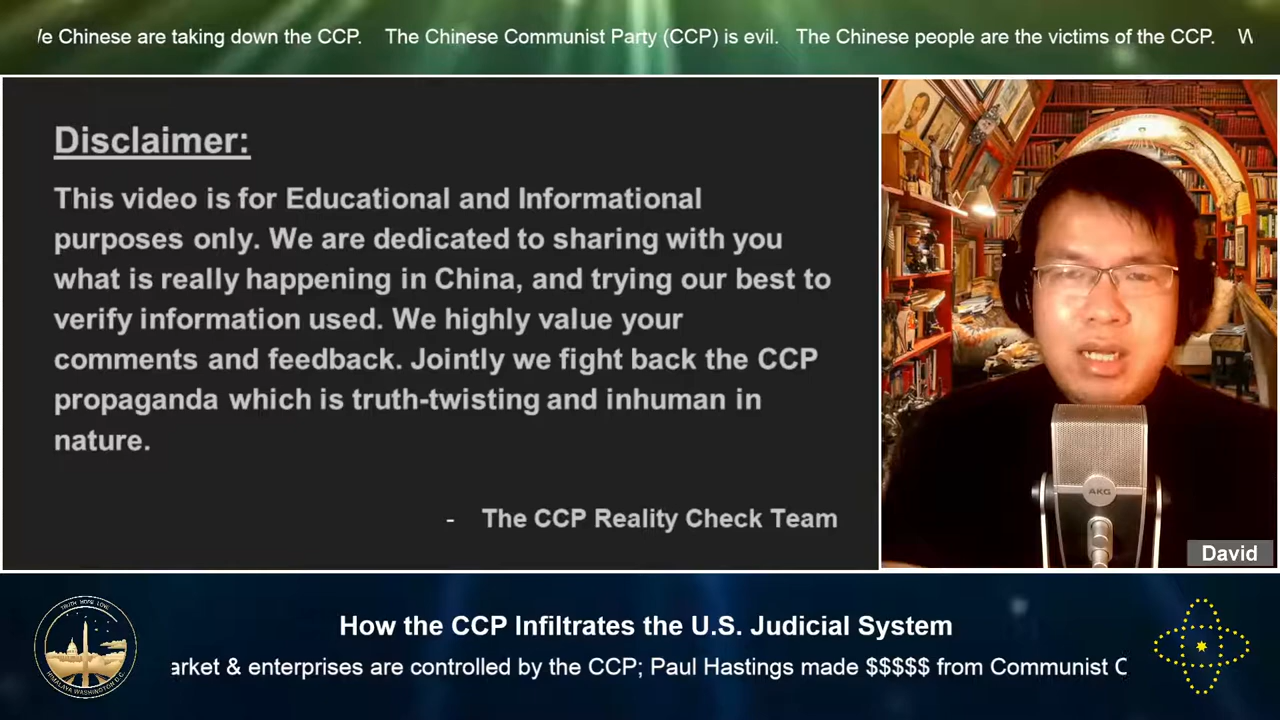 /e Chinese are taking down the CCP. The Chinese Communist Party (CCP) is evil. The Chinese people are the victims of the CCP. W
Disclaimer:
This video is for Educational and Informational
purposes only. We are dedicated to sharing with you
what is really happening in China, and trying our best to
verify information used. We highly value your
comments and feedback. Jointly we fight back the CCP
propaganda which is truth-twisting and inhuman in
nature.
- The CCP Reality Check Team
AKG
David
TRUTH HOPE LOVE
HIMALAYA WASHINGTON D.C.
How the CCP Infiltrates the U.S. Judicial System
arket & enterprises are controlled by the CCP; Paul Hastings made $$$$$ from Communist C